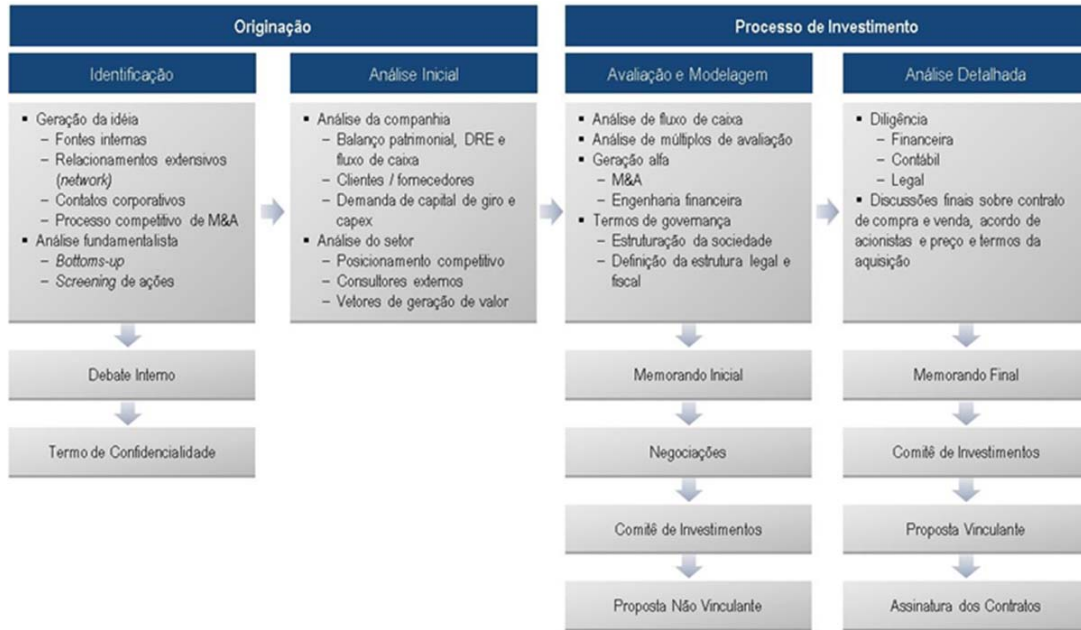 Originação
Processo de Investimento
Identificação
▪ Geração da idéia
– Fontes internas
– Relacionamentos extensivos
(network)
– Contatos corporativos
– Processo competitivo de M&A
▪ Análise fundamentalista
– Bottoms-up
– Screening de ações
Debate Interno
Termo de Confidencialidade
Análise Inicial
▪ Análise da companhia
– Balanço patrimonial, DRE e
fluxo de caixa
– Clientes / fornecedores
– Demanda de capital de giro e
capex
▪ Análise do setor
– Posicionamento competitivo
– Consultores externos
– Vetores de geração de valor
Avaliação e Modelagem
▪ Análise de fluxo de caixa
▪ Análise de múltiplos de avaliação
▪ Geração alfa
– M&A
– Engenharia financeira
▪ Termos de governança
– Estruturação da sociedade
– Definição da estrutura legal e
fiscal
Memorando Inicial
Negociações
Comitê de Investimentos
Proposta Não Vinculante
Análise Detalhada
▪ Diligência
– Financeira
– Contábil
– Legal
▪ Discussões finais sobre contrato
de compra e venda, acordo de
acionistas e preço e termos da
aquisição
Memorando Final
Comitê de Investimentos
Proposta Vinculante
Assinatura dos Contratos